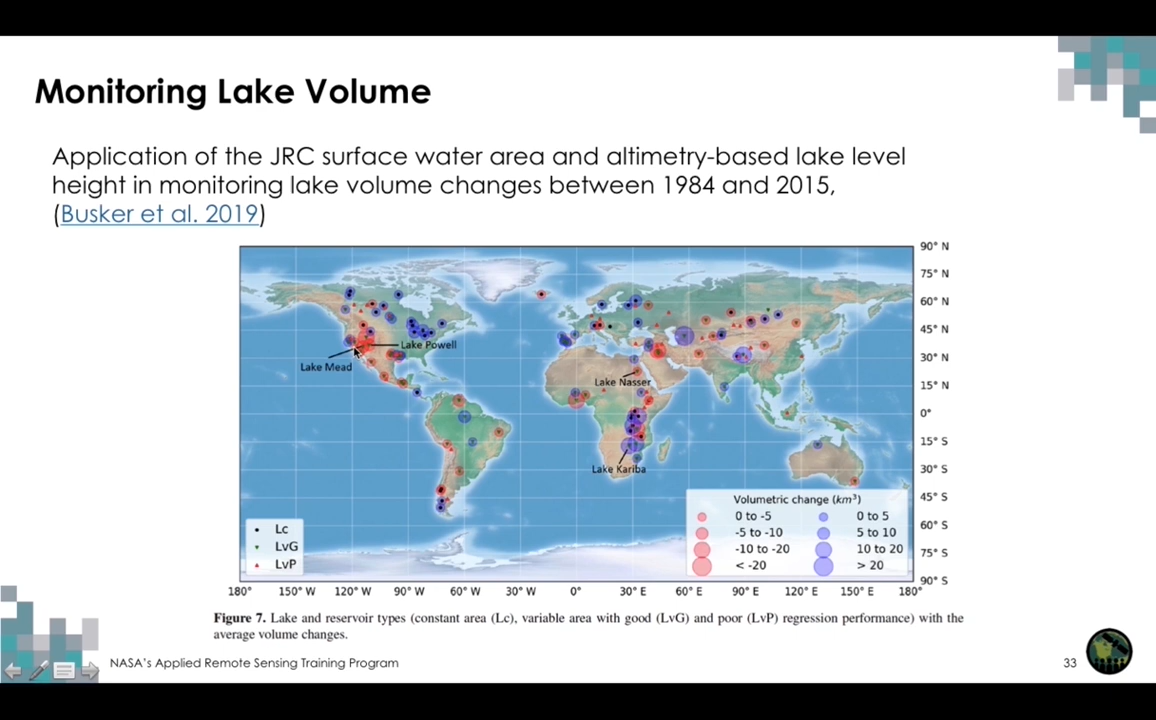 Monitoring Lake Volume
Application of the JRC surface water area and altimetry-based lake level
height in monitoring lake volume changes between 1984 and 2015,
(Busker et al. 2019)
90° N
75° N
60° N
45° N
30° N
15° N
0°
15° S
30° S
45° S
60° S
75° S
90° S
Lake Powell
Lake Mead
Lake Nasser
Lake Kariba
Lc
LvG
LvP
Volumetric change (km³)
0 to -5 0 to 5
-5 to -10 5 to 10
-10 to -20 10 to 20
< -20 > 20
180° 150° W 120° W 90° W 60° W 30° W 0° 30° E 60° E 90° E 120° E 150° E 180°
Figure 7. Lake and reservoir types (constant area (Lc), variable area with good (LvG) and poor (LvP) regression performance) with the
average volume changes.
NASA's Applied Remote Sensing Training Program
33